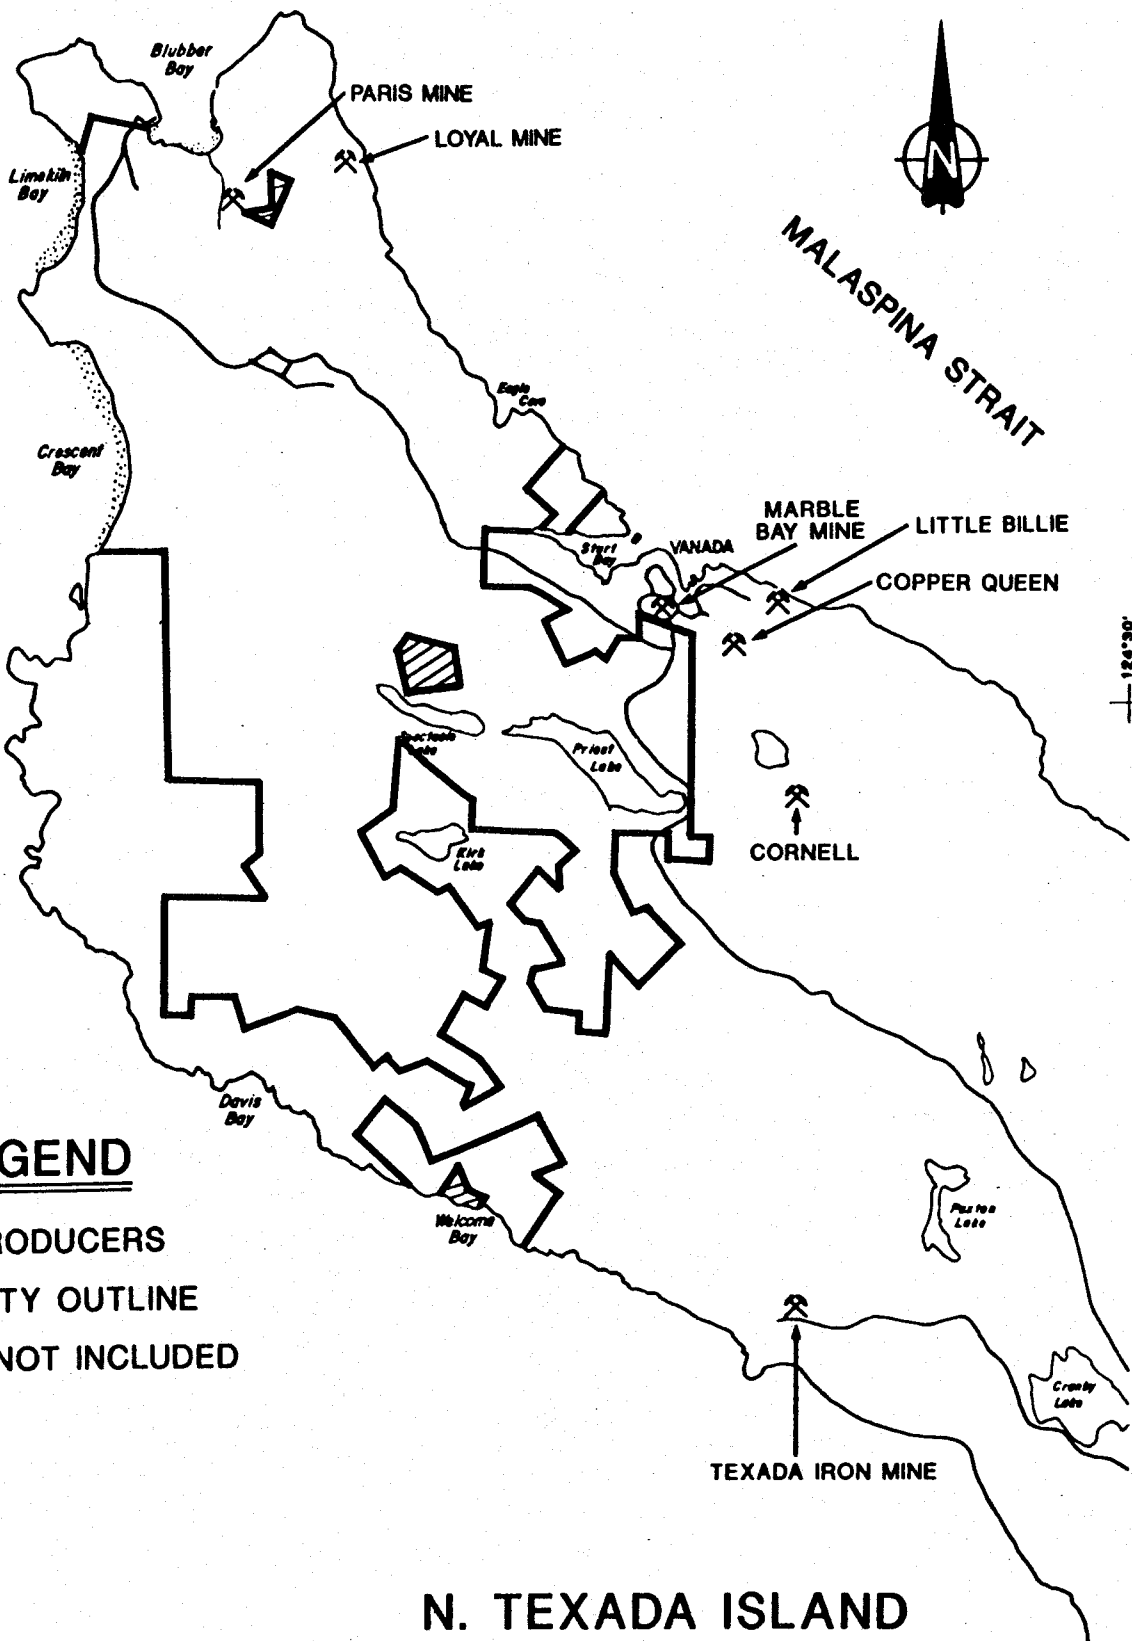 Blubber
Bay
PARIS MINE
LOYAL MINE
N
Limekiln
Bay
MALASPINA STRAIT
Eagle
Cove
Crescent
Bay
MARBLE
BAY MINE
LITTLE BILLIE
Sturt
Bay
VANADA
COPPER QUEEN
124°30'
Spectacle
Lake
Priest
Lake
Kirk
Lake
CORNELL
Davis
Bay
GEND
RODUCERS
TY OUTLINE
NOT INCLUDED
Welcome
Bay
Paxton
Lake
Cranby
Lake
TEXADA IRON MINE
N. TEXADA ISLAND